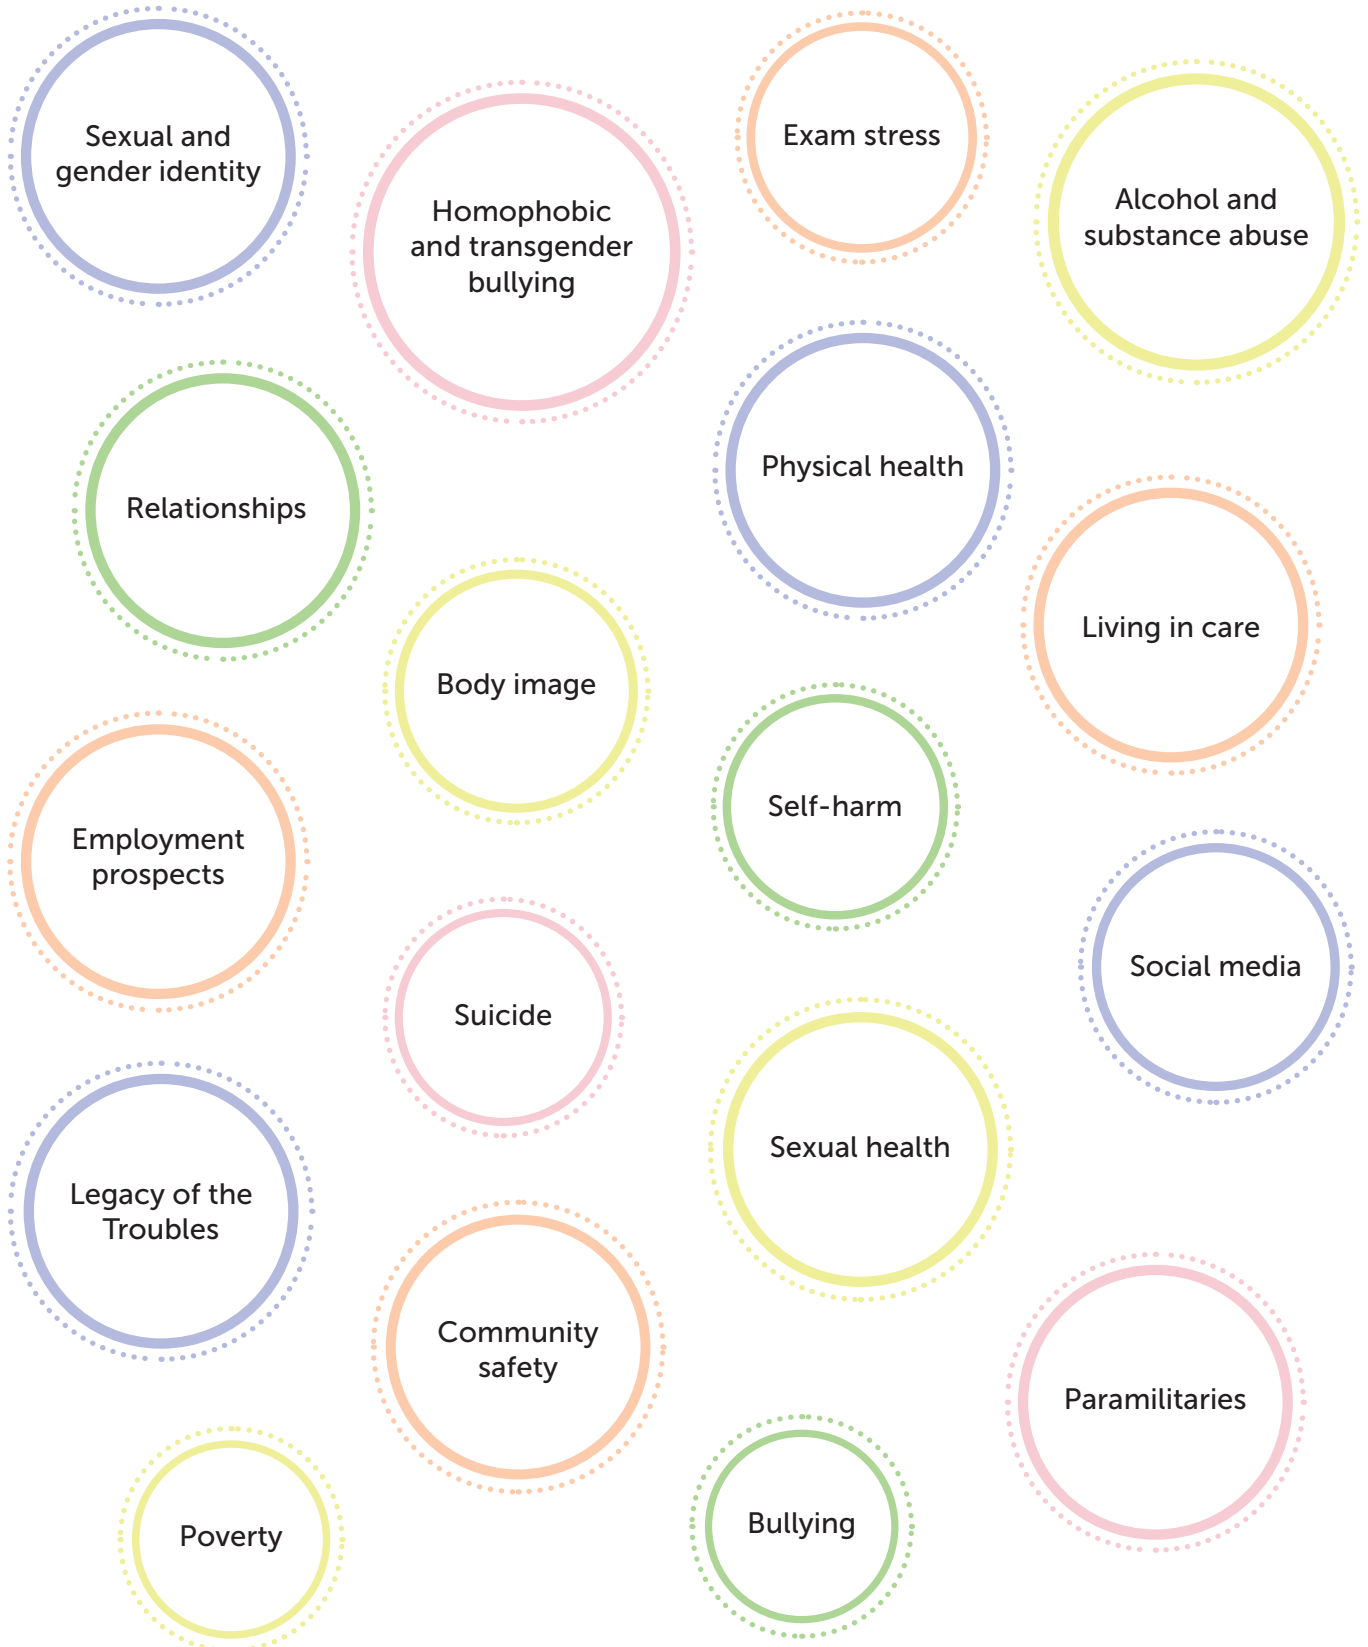 Sexual and
gender identity
Homophobic
and transgender
bullying
Exam stress
Alcohol and
substance abuse
Relationships
Physical health
Living in care
Body image
Employment
prospects
Self-harm
Social media
Suicide
Legacy of the
Troubles
Sexual health
Community
safety
Paramilitaries
Poverty
Bullying